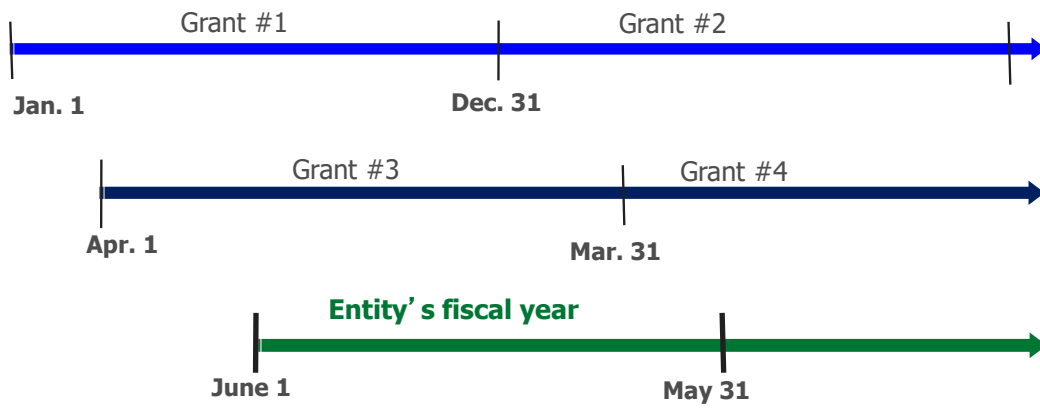 Grant #1
Grant #2
Jan. 1
Dec. 31
Grant #3
Grant #4
Apr. 1
Mar. 31
Entity’s fiscal year
June 1
May 31